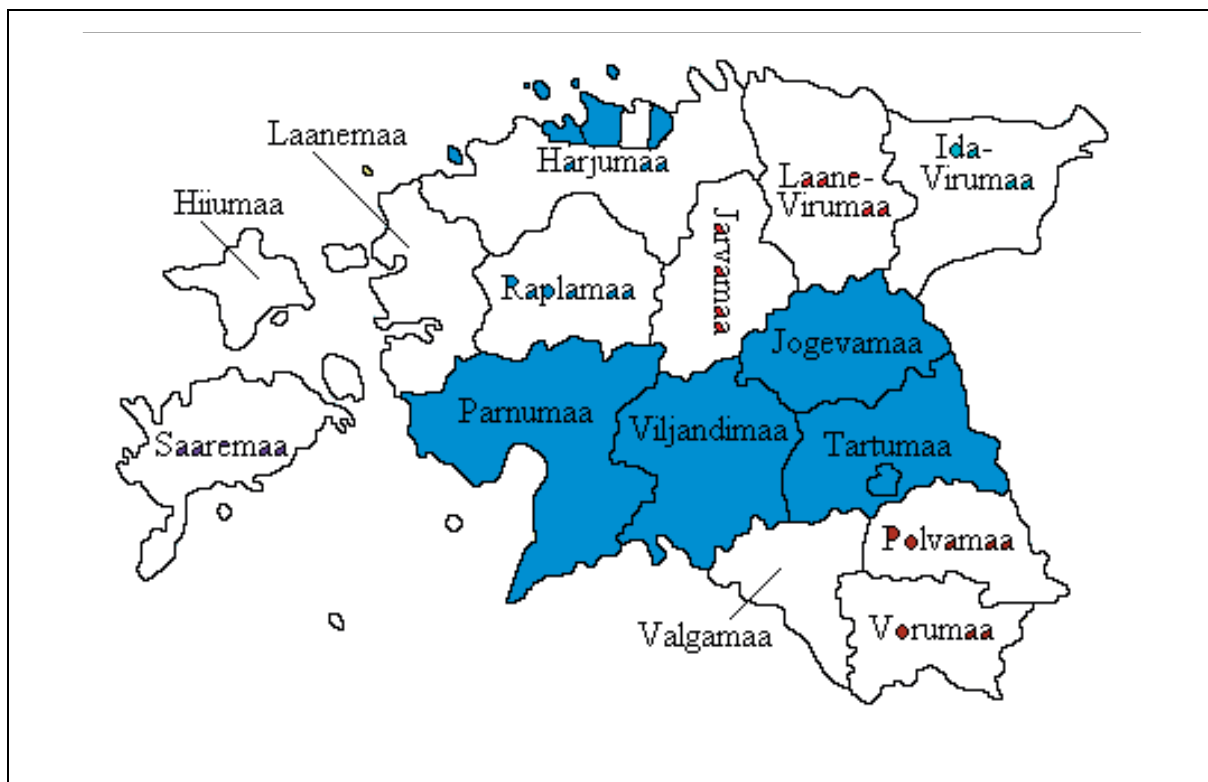 Laanemaa
Harjumaa
Ida-
Virumaa
Laane-
Virumaa
Hiiumaa
Jarvamaa
Raplamaa
Jogevamaa
Parnumaa
Viljandimaa
Tartumaa
Saaremaa
Polvamaa
Valgamaa
Vorumaa